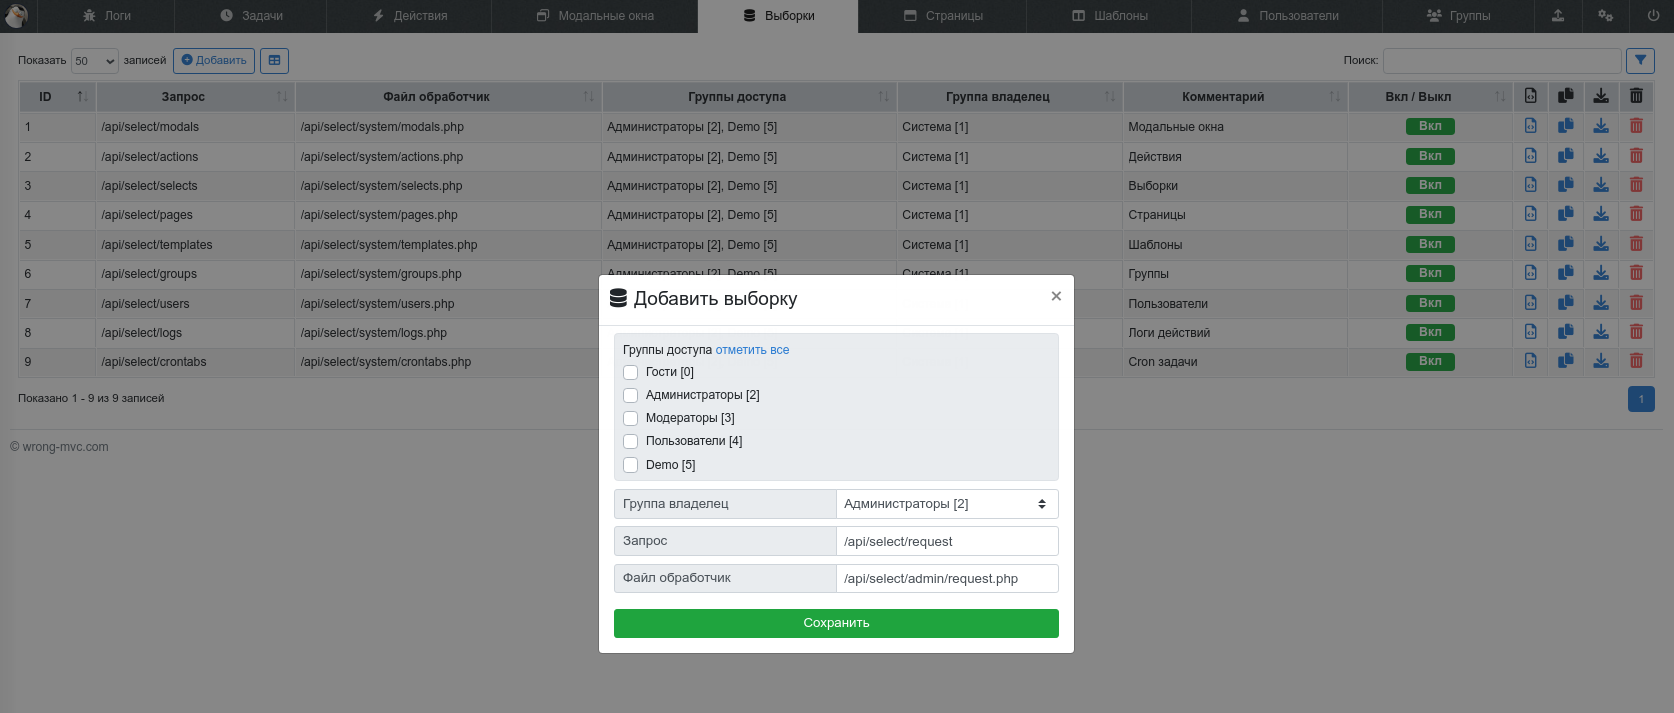 Логи Задачи Действия Модальные окна Выборки Страницы Шаблоны Пользователи Группы
Показать 50 записей Добавить Поиск:
ID Запрос Файл обработчик Группы доступа Группа владелец Комментарий Вкл / Выкл
1 /api/select/modals /api/select/system/modals.php Администраторы [2], Demo [5] Система [1] Модальные окна Вкл
2 /api/select/actions /api/select/system/actions.php Администраторы [2], Demo [5] Система [1] Действия Вкл
3 /api/select/selects /api/select/system/selects.php Администраторы [2], Demo [5] Система [1] Выборки Вкл
4 /api/select/pages /api/select/system/pages.php Администраторы [2], Demo [5] Система [1] Страницы Вкл
5 /api/select/templates /api/select/system/templates.php Администраторы [2], Demo [5] Система [1] Шаблоны Вкл
6 /api/select/groups /api/select/system/groups.php Администраторы [2], Demo [5] Система [1] Группы Вкл
7 /api/select/users /api/select/system/users.php Пользователи Вкл
8 /api/select/logs /api/select/system/logs.php Логи действий Вкл
9 /api/select/crontabs /api/select/system/crontabs.php Cron задачи Вкл
Показано 1 - 9 из 9 записей 1
© wrong-mvc.com
Добавить выборку ×
Группы доступа отметить все
Гости [0]
Администраторы [2]
Модераторы [3]
Пользователи [4]
Demo [5]
Группа владелец Администраторы [2]
Запрос /api/select/request
Файл обработчик /api/select/admin/request.php
Сохранить